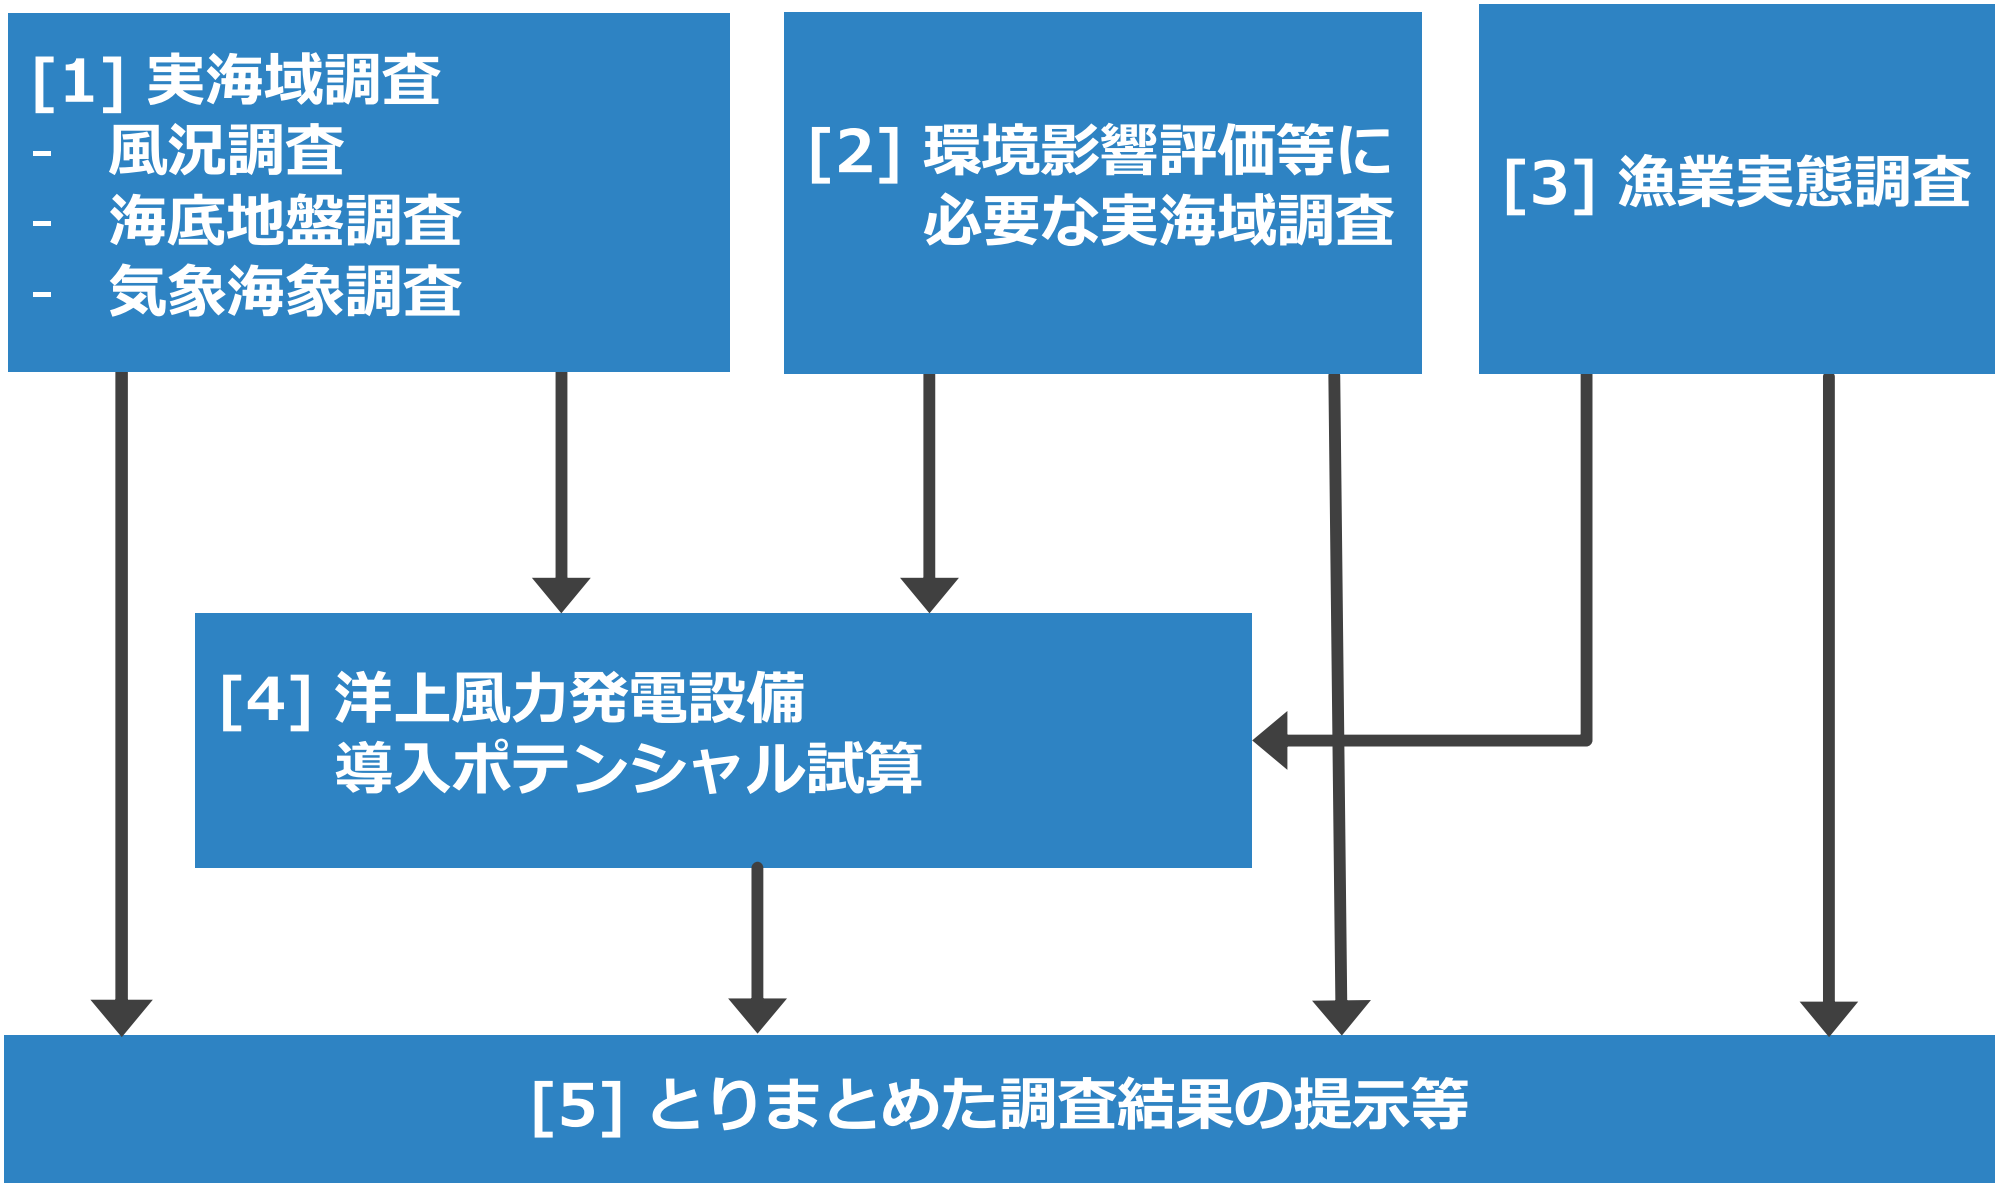 [1] 実海域調査
- 風況調査
- 海底地盤調査
- 気象海象調査
[2] 環境影響評価等に
必要な実海域調査
[3] 漁業実態調査
[4] 洋上風力発電設備
導入ポテンシャル試算
[5] とりまとめた調査結果の提示等